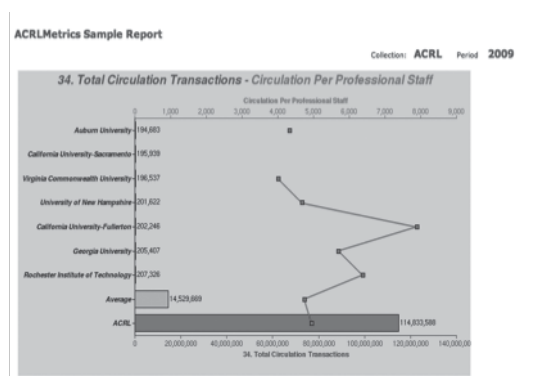 ACRLMetrics Sample Report
Collection: ACRL Period 2009
34. Total Circulation Transactions - Circulation Per Professional Staff
Circulation Per Professional Staff
0 1,000 2,000 3,000 4,000 5,000 6,000 7,000 8,000 9,000
Auburn University 194,683
California University-Sacramento 195,939
Virginia Commonwealth University 196,537
University of New Hampshire 201,622
California University-Fullerton 202,246
Georgia University 205,407
Rochester Institute of Technology 207,326
Average 14,529,869
ACRL 114,833,586
0 20,000,000 40,000,000 60,000,000 80,000,000 100,000,000 120,000,000 140,000,00
34. Total Circulation Transactions